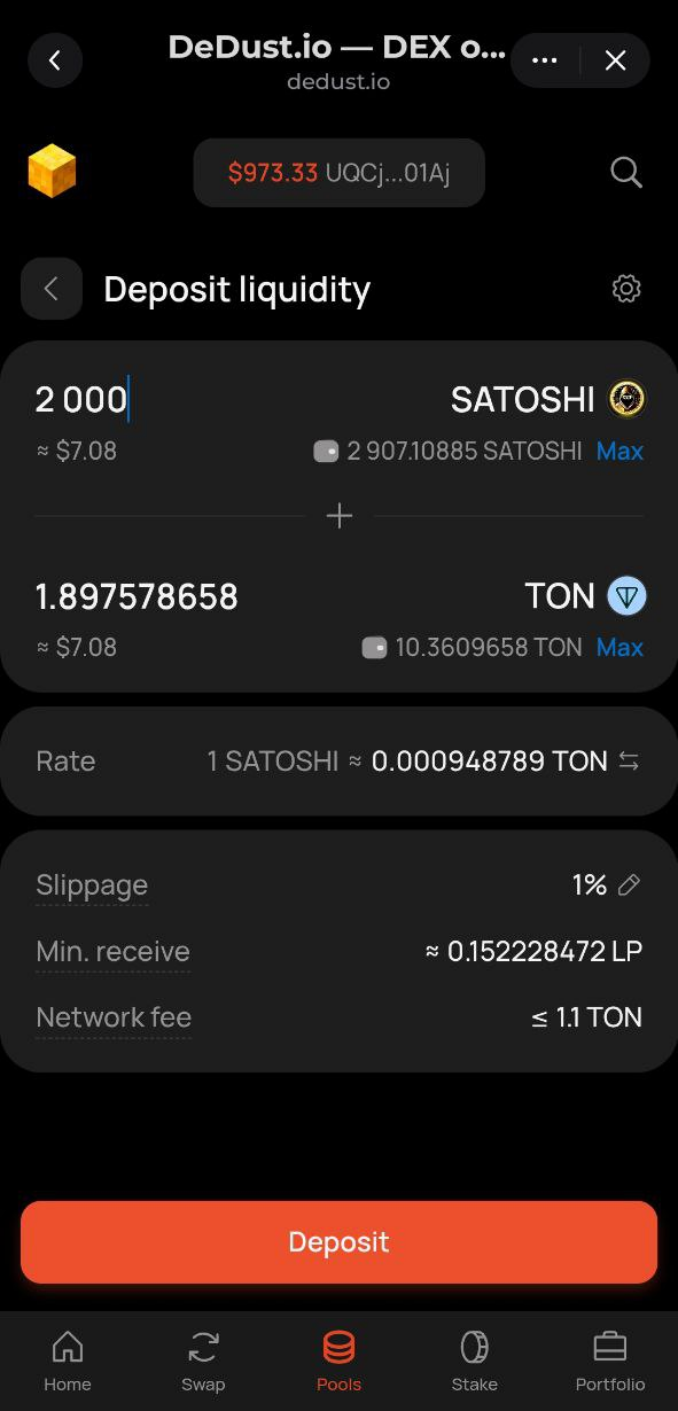 DeDust.io — DEX o...
dedust.io
$973.33 UQCj...01Aj
Deposit liquidity
2 000 SATOSHI
≈ $7.08 2 907.10885 SATOSHI Max
+
1.897578658 TON
≈ $7.08 10.3609658 TON Max
Rate 1 SATOSHI ≈ 0.000948789 TON
Slippage 1%
Min. receive ≈ 0.152228472 LP
Network fee ≤ 1.1 TON
Deposit
Home Swap Pools Stake Portfolio